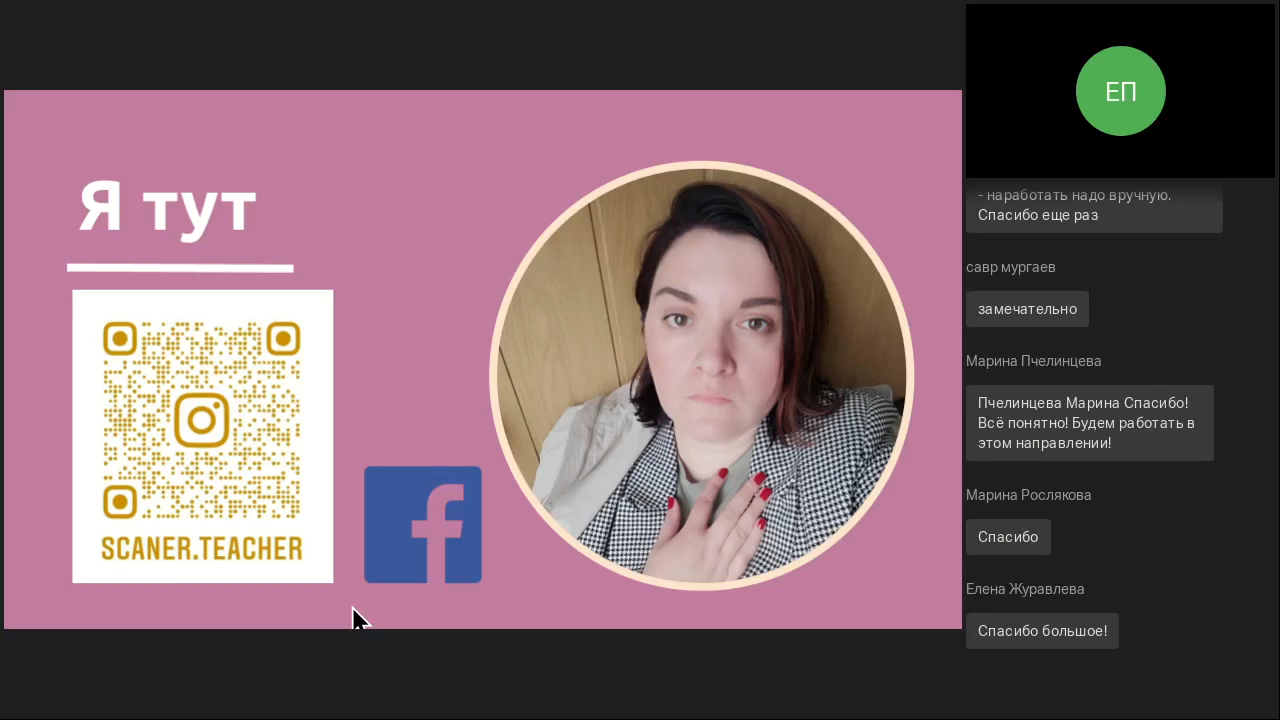 Я тут
SCANER.TEACHER
ЕП
- наработать надо вручную.
Спасибо еще раз
савр мургаев
замечательно
Марина Пчелинцева
Пчелинцева Марина Спасибо!
Всё понятно! Будем работать в
этом направлении!
Марина Рослякова
Спасибо
Елена Журавлева
Спасибо большое!